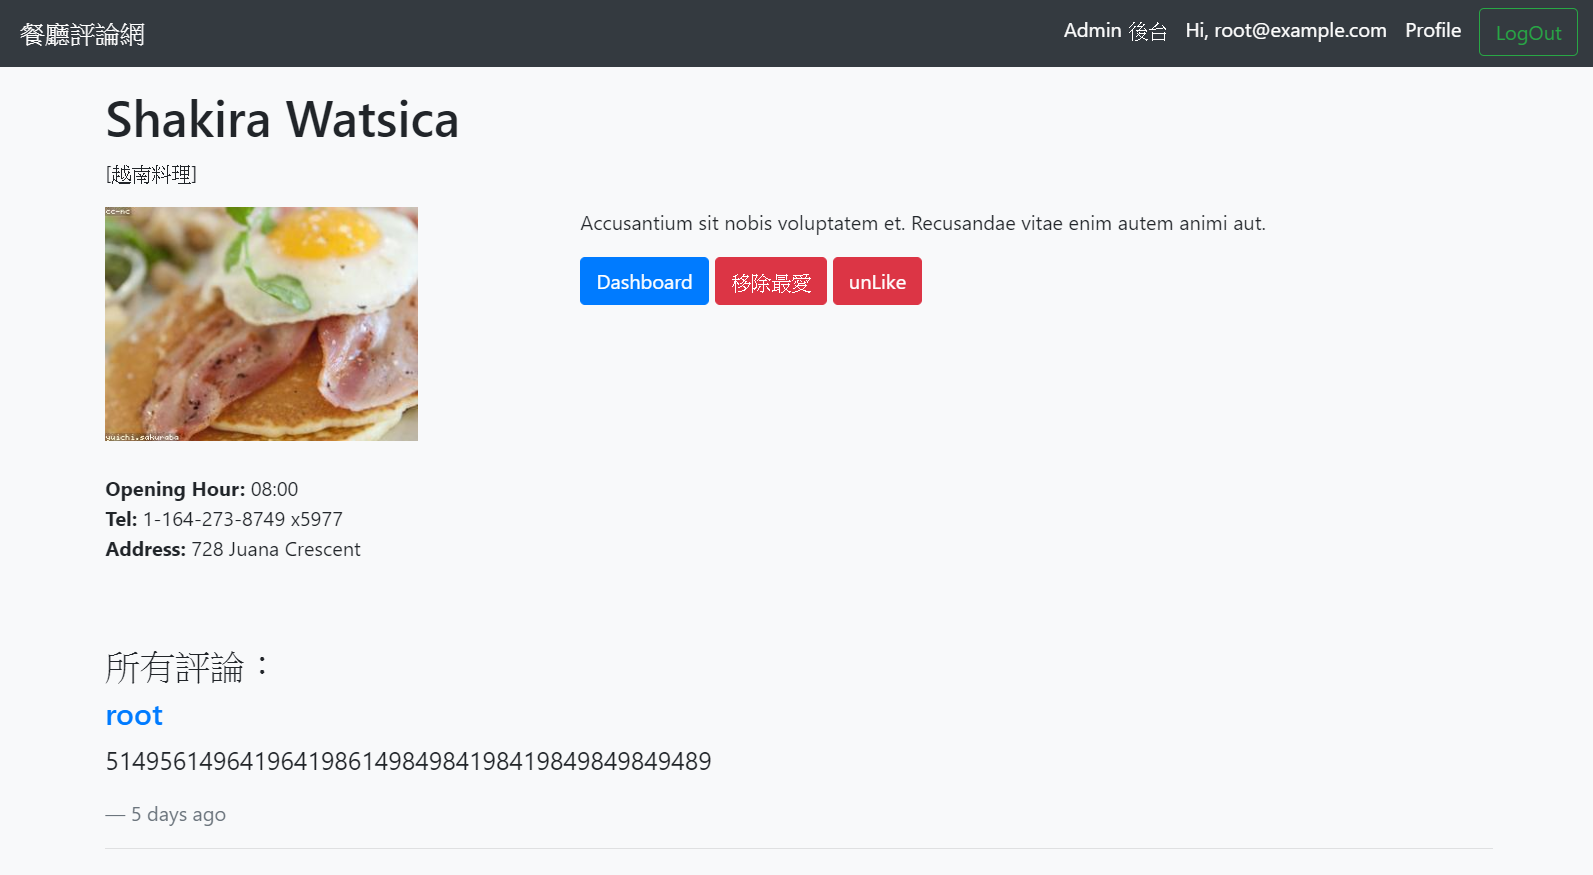 餐廳評論網 Admin 後台 Hi, root@example.com Profile LogOut
Shakira Watsica
[越南料理]
cc-nc
Accusantium sit nobis voluptatem et. Recusandae vitae enim autem animi aut.
Dashboard 移除最愛 unLike
yuichi.sakuraba
Opening Hour: 08:00
Tel: 1-164-273-8749 x5977
Address: 728 Juana Crescent
所有評論：
root
514956149641964198614984984198419849849849489
— 5 days ago